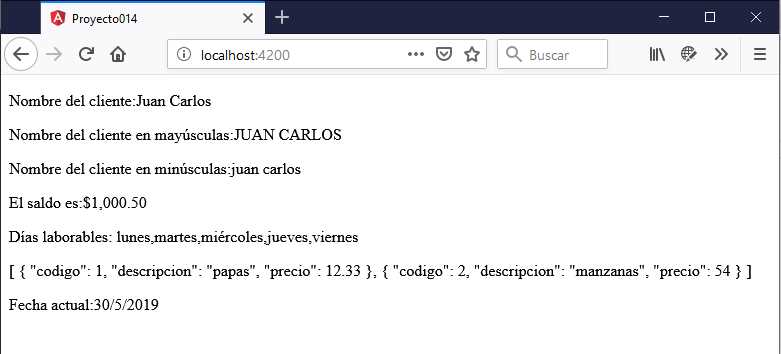 Proyecto014
localhost:4200
Buscar
Nombre del cliente:Juan Carlos
Nombre del cliente en mayúsculas:JUAN CARLOS
Nombre del cliente en minúsculas:juan carlos
El saldo es:$1,000.50
Días laborables: lunes,martes,miércoles,jueves,viernes
[ { "codigo": 1, "descripcion": "papas", "precio": 12.33 }, { "codigo": 2, "descripcion": "manzanas", "precio": 54 } ]
Fecha actual:30/5/2019